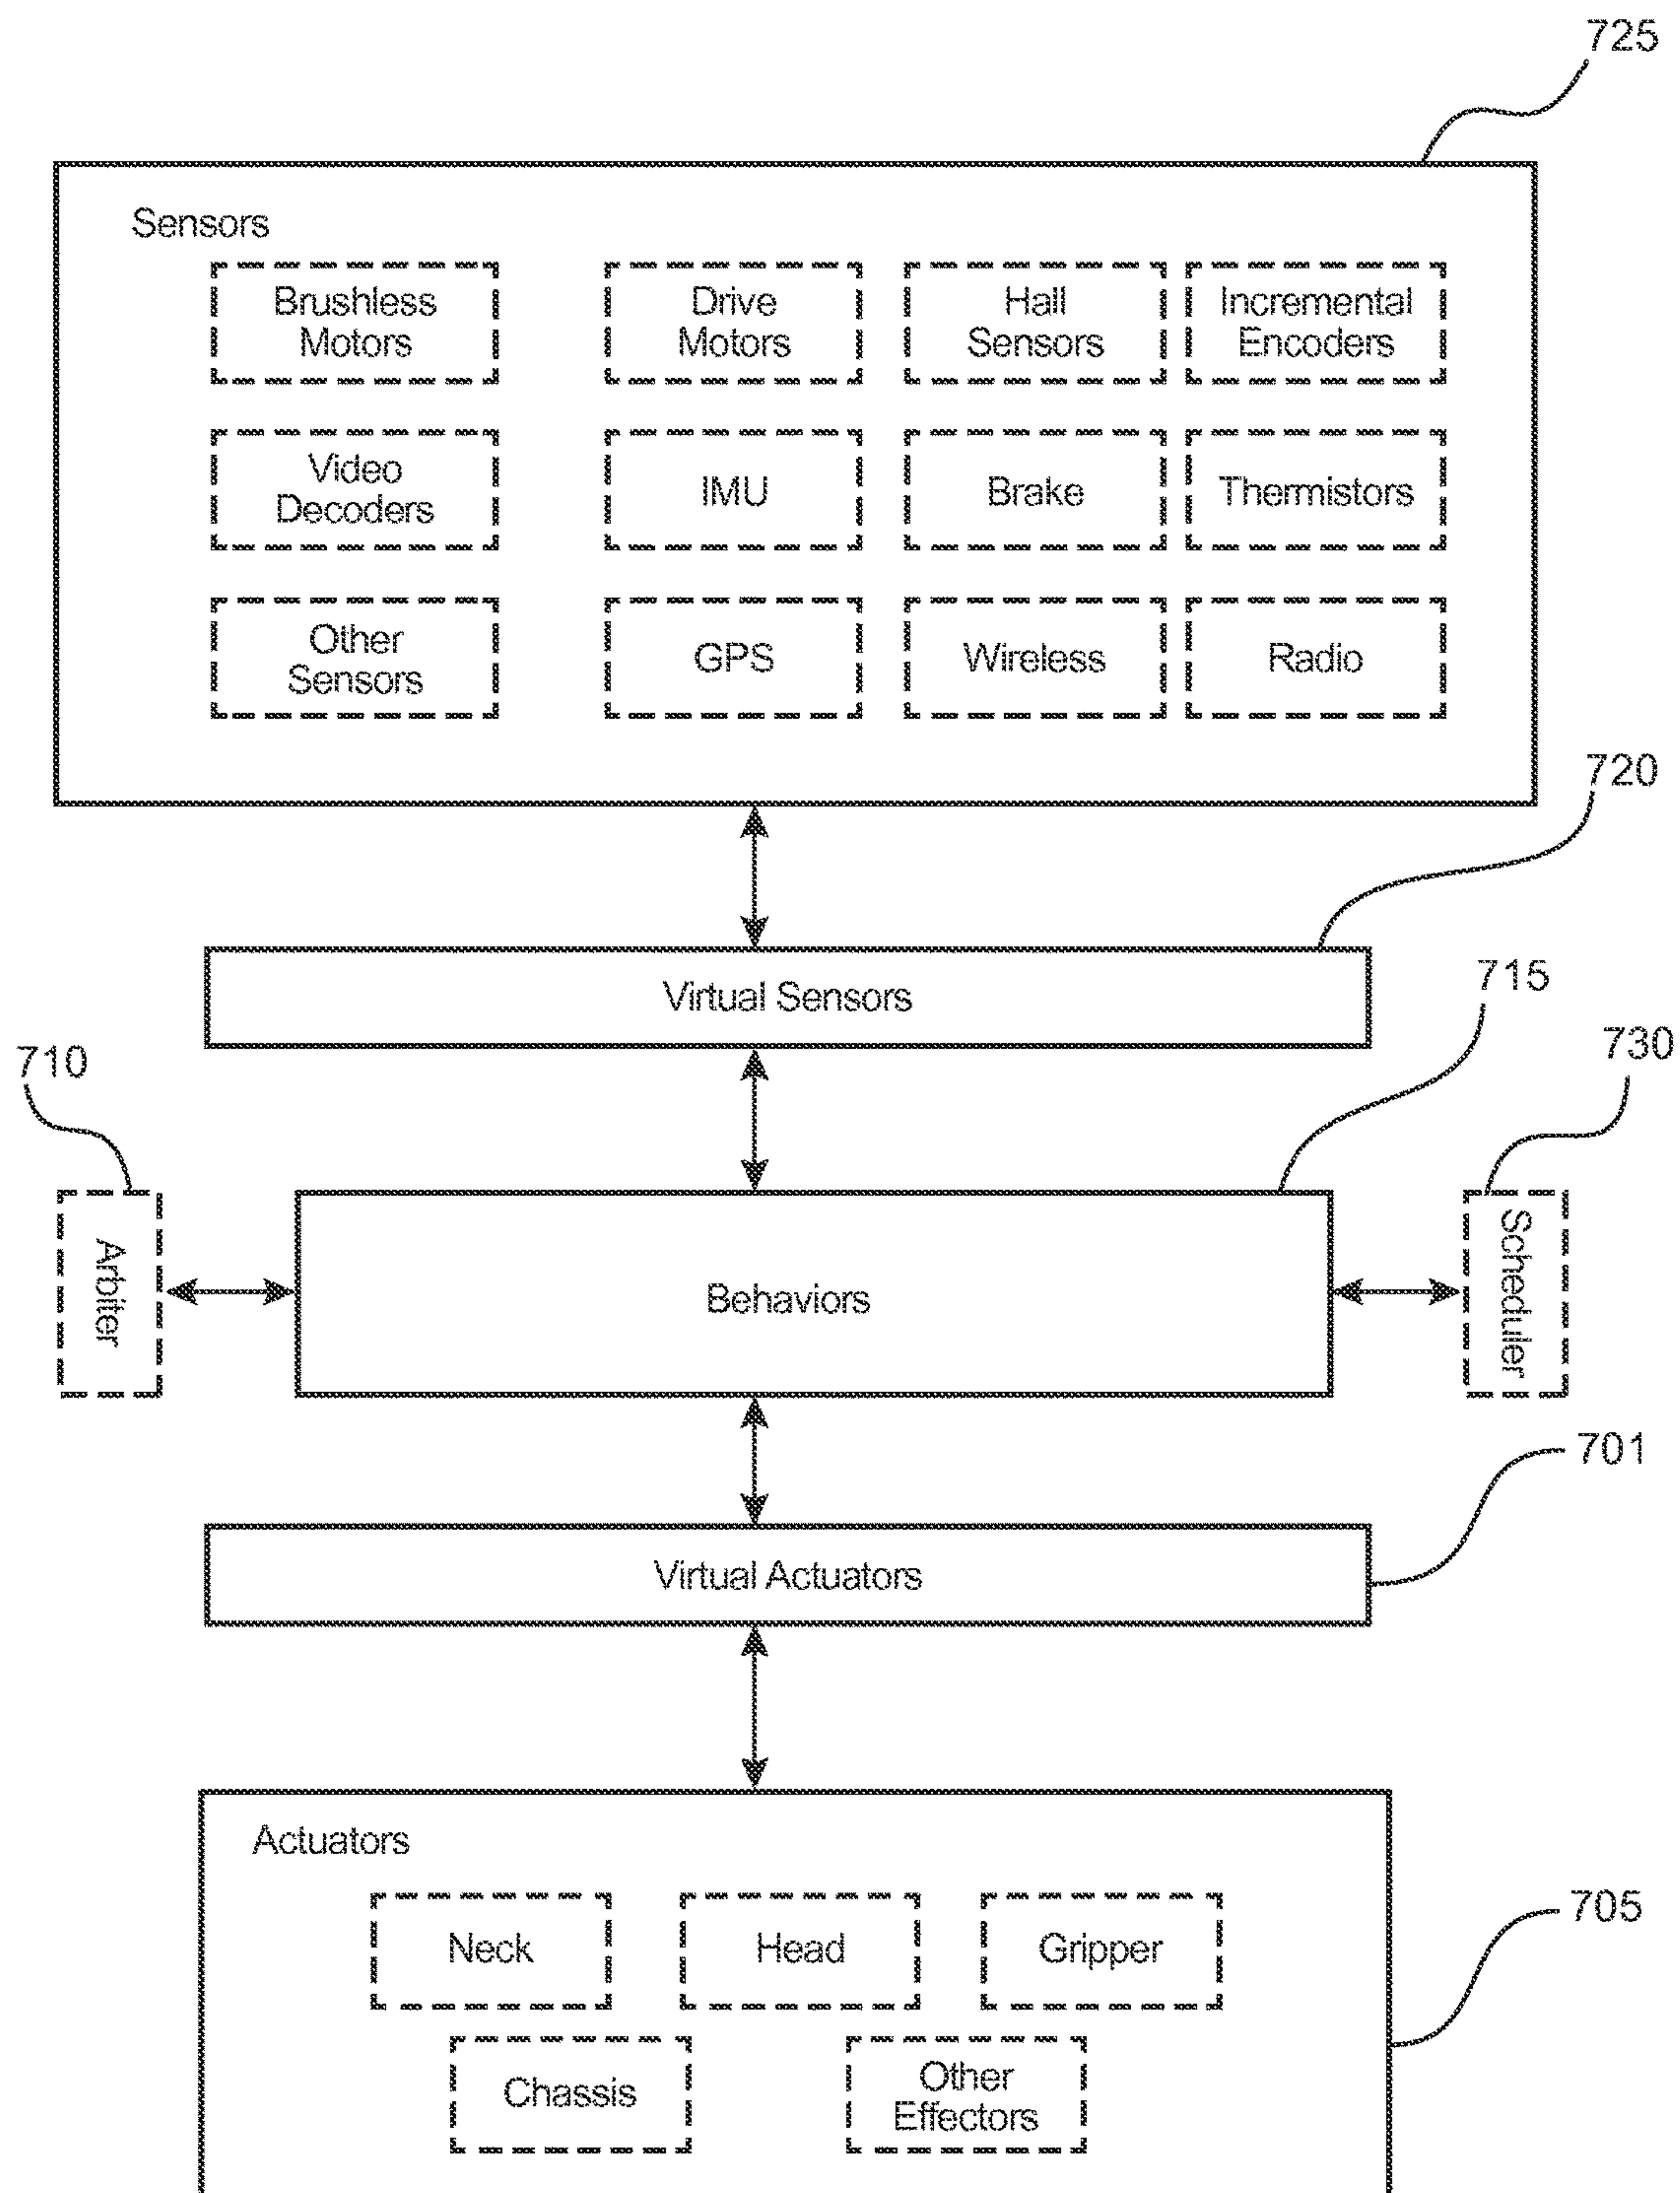 725
Sensors
Brushless
Motors
Drive
Motors
Hall
Sensors
Incremental
Encoders
Video
Decoders
IMU
Brake
Thermistors
Other
Sensors
GPS
Wireless
Radio
720
Virtual Sensors
715
730
710
Arbiter
Behaviors
Scheduler
701
Virtual Actuators
Actuators
705
Neck
Head
Gripper
Chassis
Other
Effectors